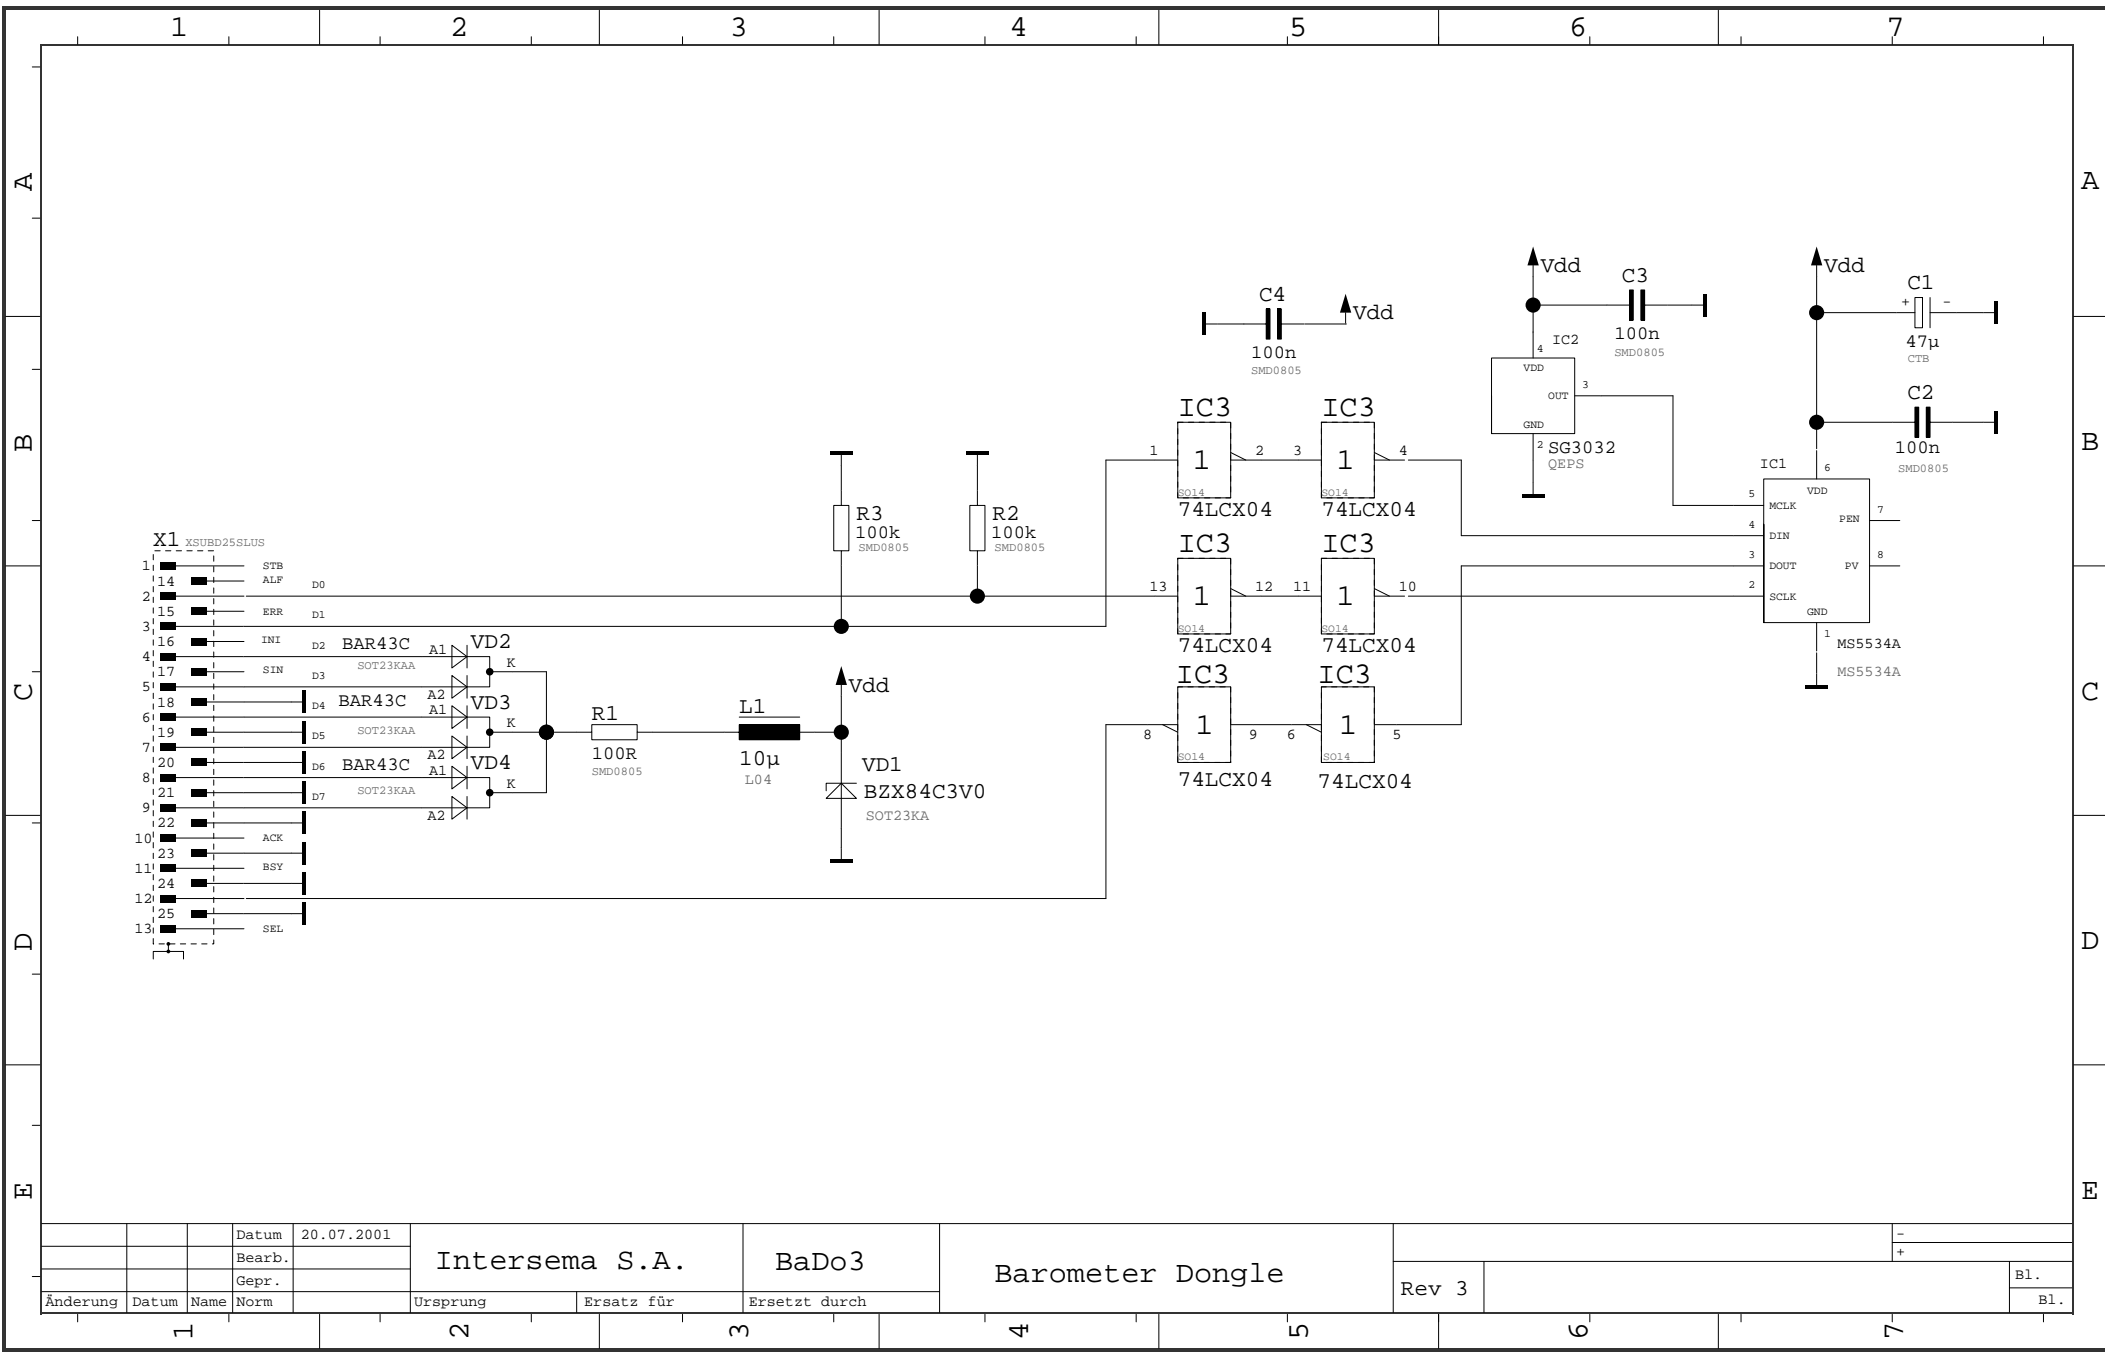 1 2 3 4 5 6 7
A A
B B
C C
D D
E E
1 2 3 4 5 6 7
X1 XSUBD25SLUS
1 STB
14 ALF D0
2
15 ERR D1
3
16 INI D2
4
17 SIN D3
5
18 D4
6
19 D5
7
20 D6
8
21 D7
9
22
10 ACK
23
11 BSY
24
12
25
13 SEL
BAR43C A1 VD2
SOT23KAA K
A2
BAR43C A1 VD3
SOT23KAA K
A2
BAR43C A1 VD4
SOT23KAA K
A2
R1
100R
SMD0805
L1
10µ
L04
Vdd
VD1
BZX84C3V0
SOT23KA
R3
100k
SMD0805
R2
100k
SMD0805
C4
100n
SMD0805
Vdd
IC3 IC3
1 1 2 3 1 4
SO14 SO14
74LCX04 74LCX04
IC3 IC3
13 1 12 11 1 10
SO14 SO14
74LCX04 74LCX04
IC3 IC3
8 1 9 6 1 5
SO14 SO14
74LCX04 74LCX04
Vdd
C3
100n
SMD0805
IC2
4
VDD
OUT 3
GND
2 SG3032
QEPS
Vdd
C1
+ -
47µ
CTB
C2
100n
SMD0805
IC1
6
VDD
5 MCLK
PEN 7
4 DIN
3 DOUT
PV 8
2 SCLK
GND
1
MS5534A
MS5534A
Datum 20.07.2001
Bearb.
Gepr.
Änderung Datum Name Norm
Intersema S.A.
Ursprung Ersatz für
BaDo3
Ersetzt durch
Barometer Dongle
Rev 3
-
+
Bl.
Bl.